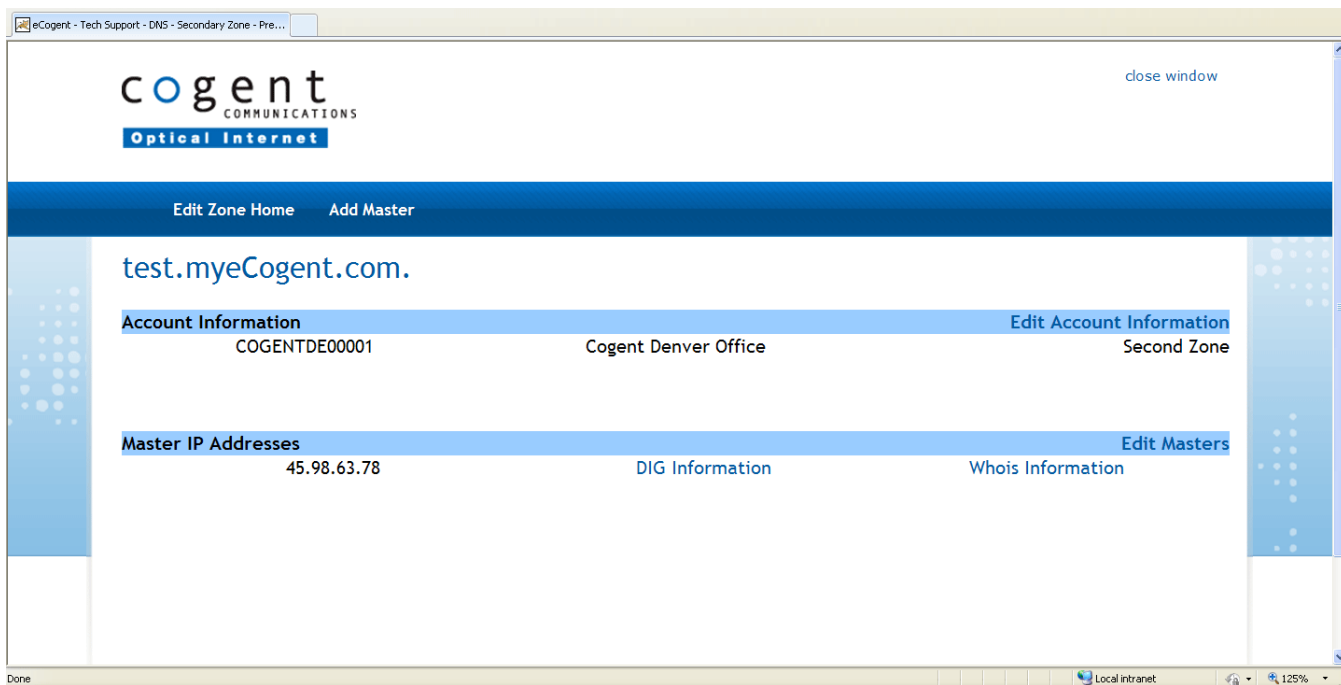 eCogent - Tech Support - DNS - Secondary Zone - Pre...
cogent
COMMUNICATIONS
Optical Internet
close window
Edit Zone Home Add Master
test.myeCogent.com.
Account Information Edit Account Information
COGENTDE00001 Cogent Denver Office Second Zone
Master IP Addresses Edit Masters
45.98.63.78 DIG Information Whois Information
Done Local intranet 125%